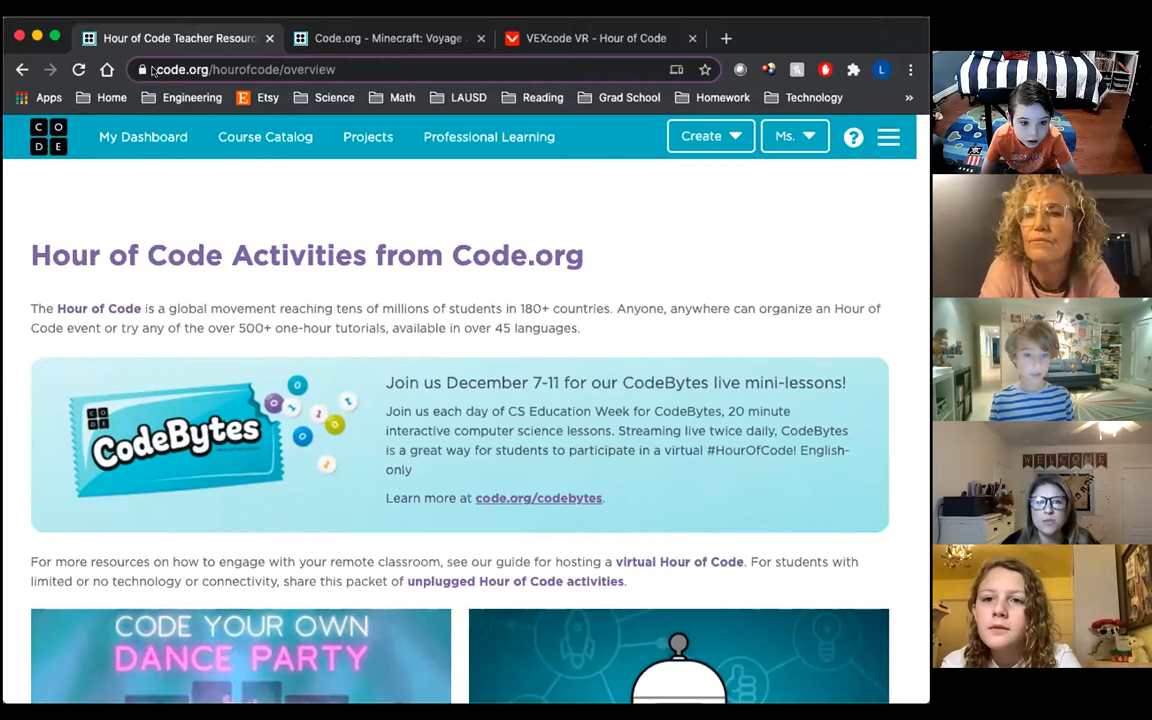 Hour of Code Teacher Resourc
Code.org - Minecraft: Voyage
VEXcode VR - Hour of Code
code.org/hourofcode/overview
L
Apps Home Engineering Etsy Science Math LAUSD Reading Grad School Homework Technology »
C O D E My Dashboard Course Catalog Projects Professional Learning Create Ms. ?
Hour of Code Activities from Code.org
The Hour of Code is a global movement reaching tens of millions of students in 180+ countries. Anyone, anywhere can organize an Hour of
Code event or try any of the over 500+ one-hour tutorials, available in over 45 languages.
CODE
CodeBytes
Join us December 7-11 for our CodeBytes live mini-lessons!
Join us each day of CS Education Week for CodeBytes, 20 minute
interactive computer science lessons. Streaming live twice daily, CodeBytes
is a great way for students to participate in a virtual #HourOfCode! English-
only
Learn more at code.org/codebytes.
For more resources on how to engage with your remote classroom, see our guide for hosting a virtual Hour of Code. For students with
limited or no technology or connectivity, share this packet of unplugged Hour of Code activities.
CODE YOUR OWN
DANCE PARTY
WELCOME